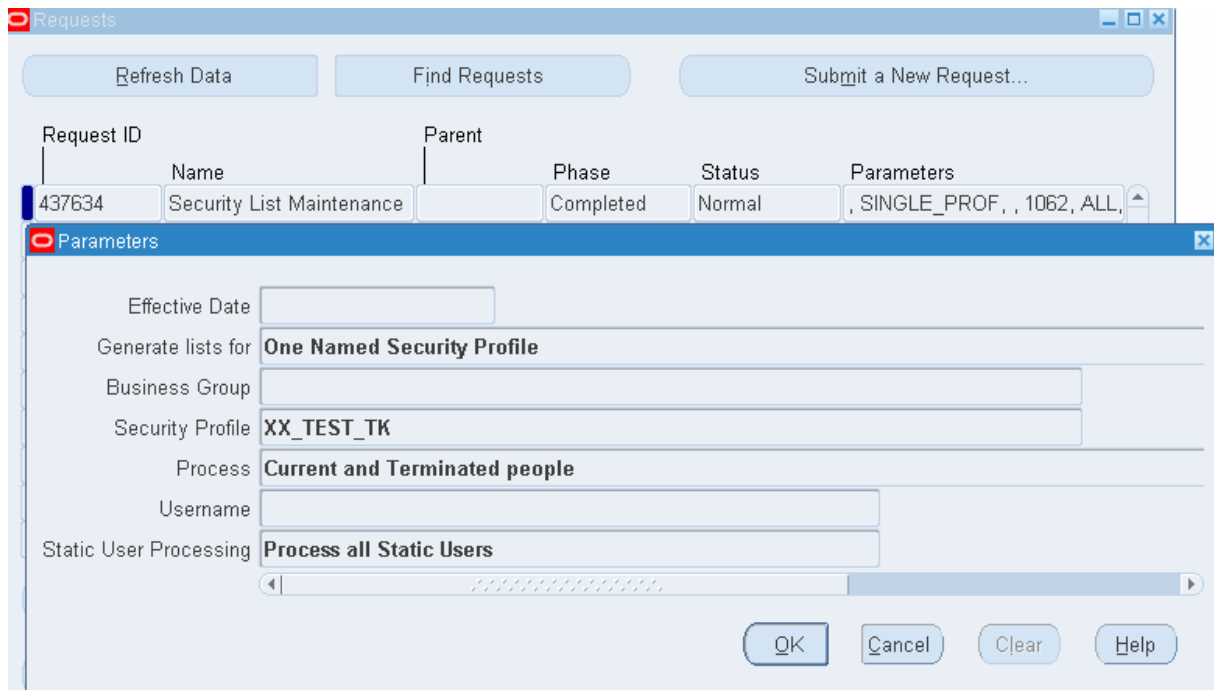 Requests
Refresh Data Find Requests Submit a New Request...
Request ID Parent
Name Phase Status Parameters
437634 Security List Maintenance Completed Normal , SINGLE_PROF, , 1062, ALL,
Parameters
Effective Date
Generate lists for One Named Security Profile
Business Group
Security Profile XX_TEST_TK
Process Current and Terminated people
Username
Static User Processing Process all Static Users
OK Cancel Clear Help